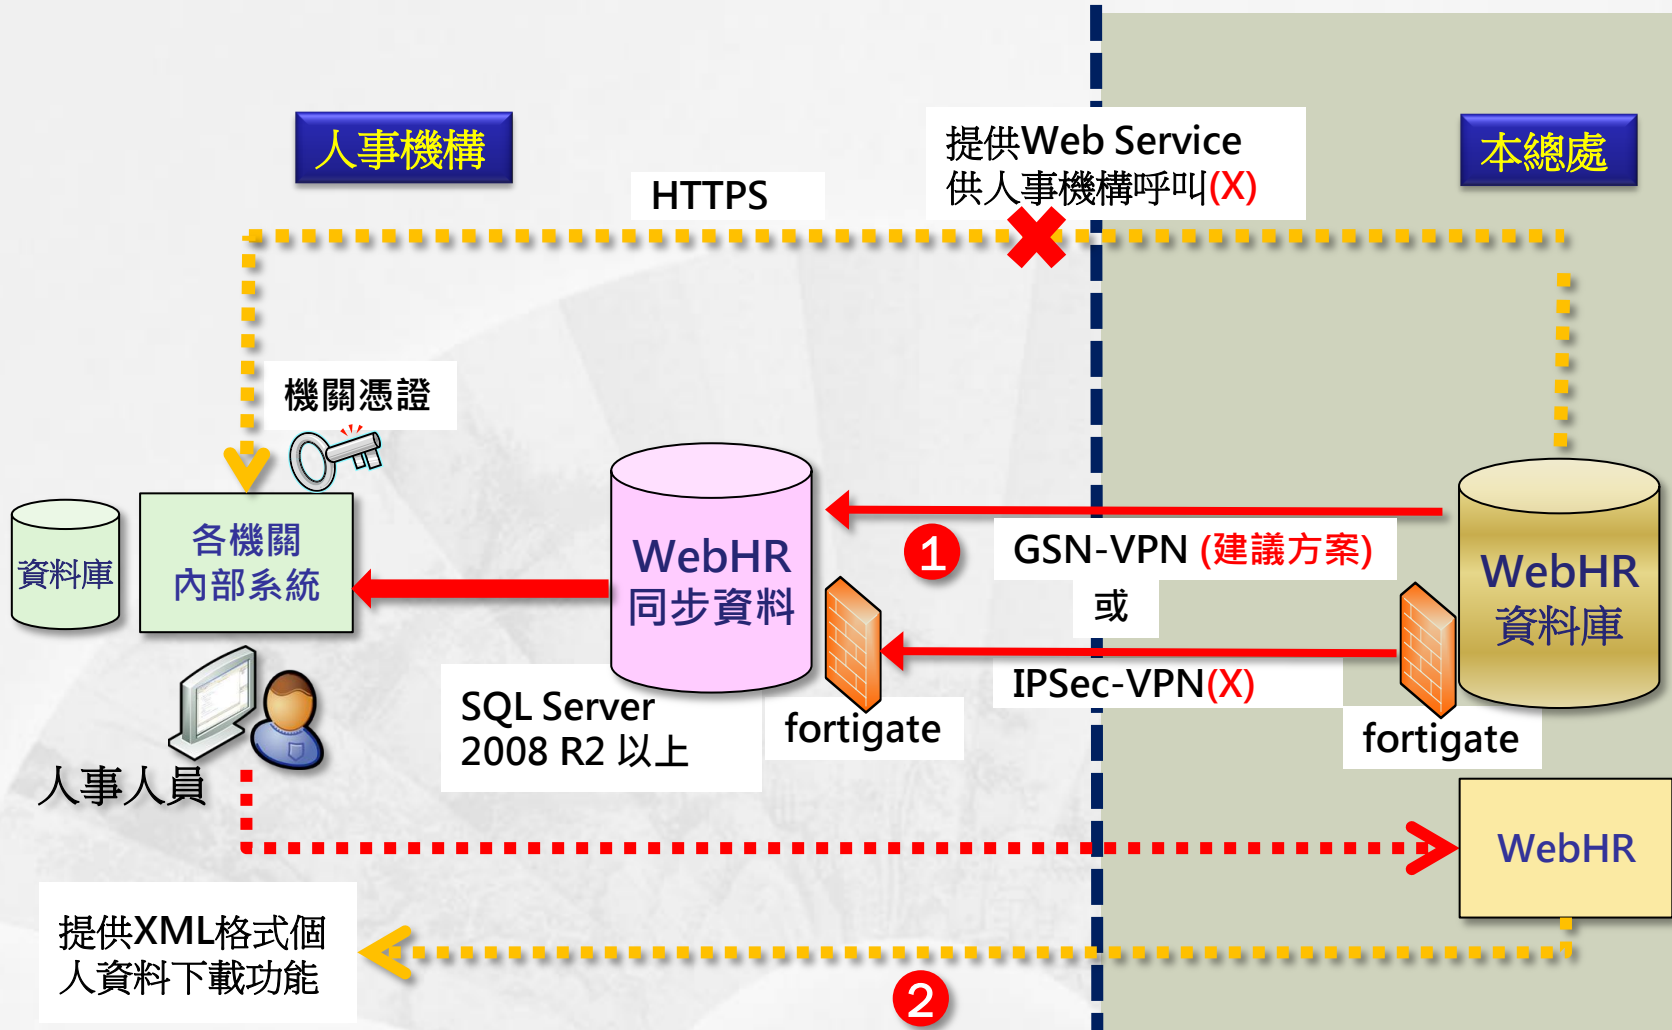 人事機構
提供Web Service
供人事機構呼叫(X)
本總處
HTTPS
機關憑證
資料庫
各機關
內部系統
WebHR
同步資料
1
GSN-VPN (建議方案)
或
IPSec-VPN(X)
WebHR
資料庫
fortigate
fortigate
SQL Server
2008 R2 以上
人事人員
WebHR
提供XML格式個
人資料下載功能
2